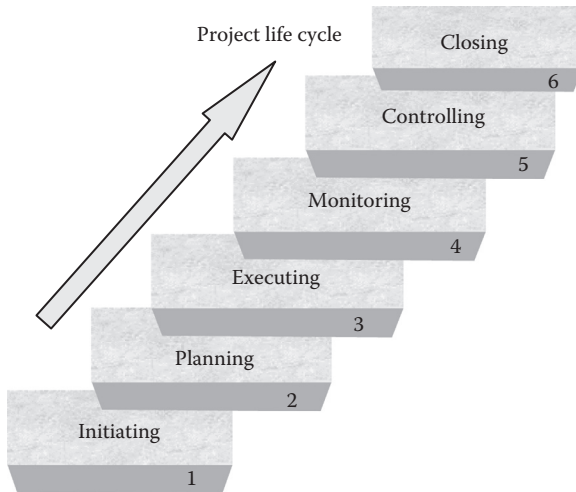 Project life cycle
Closing
6
Controlling
5
Monitoring
4
Executing
3
Planning
2
Initiating
1